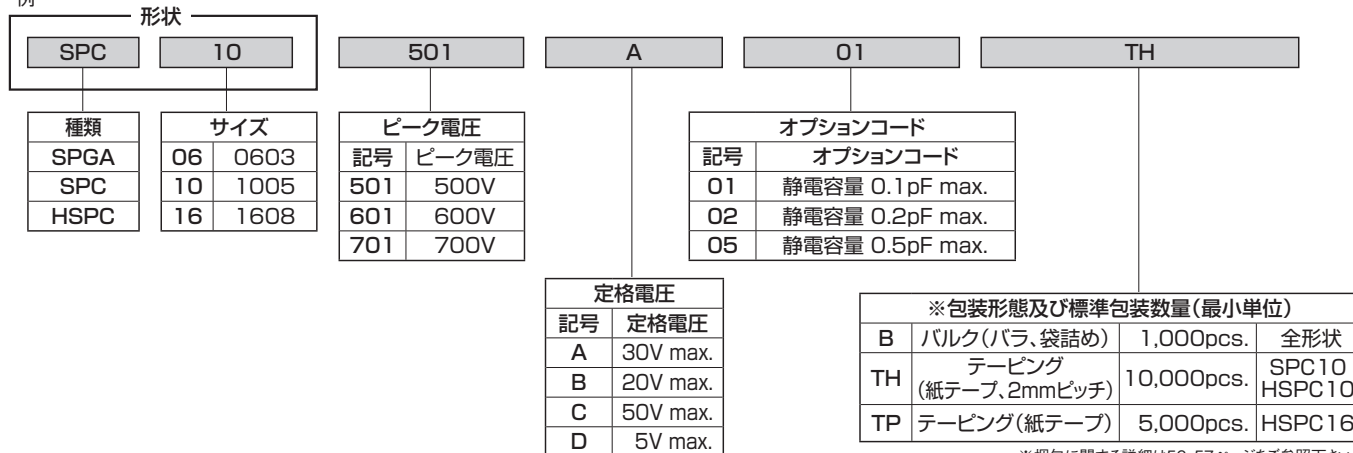 例
形状
SPC 10 501 A 01 TH
種類
SPGA
SPC
HSPC
サイズ
06 0603
10 1005
16 1608
ピーク電圧
記号 ピーク電圧
501 500V
601 600V
701 700V
定格電圧
記号 定格電圧
A 30V max.
B 20V max.
C 50V max.
D 5V max.
オプションコード
記号 オプションコード
01 静電容量 0.1pF max.
02 静電容量 0.2pF max.
05 静電容量 0.5pF max.
※包装形態及び標準包装数量(最小単位)
B バルク(バラ、袋詰め) 1,000pcs. 全形状
TH テーピング
(紙テープ、2mmピッチ) 10,000pcs. SPC10
HSPC10
TP テーピング(紙テープ) 5,000pcs. HSPC16